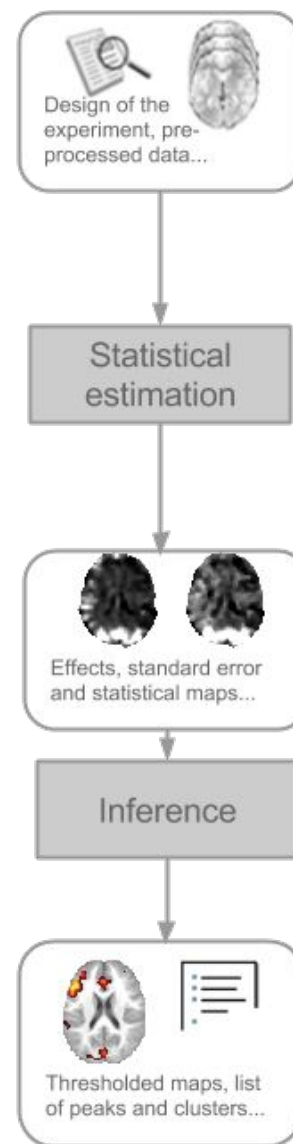 Design of the
experiment, pre-
processed data...
Statistical
estimation
Effects, standard error
and statistical maps...
Inference
Thresholded maps, list
of peaks and clusters...